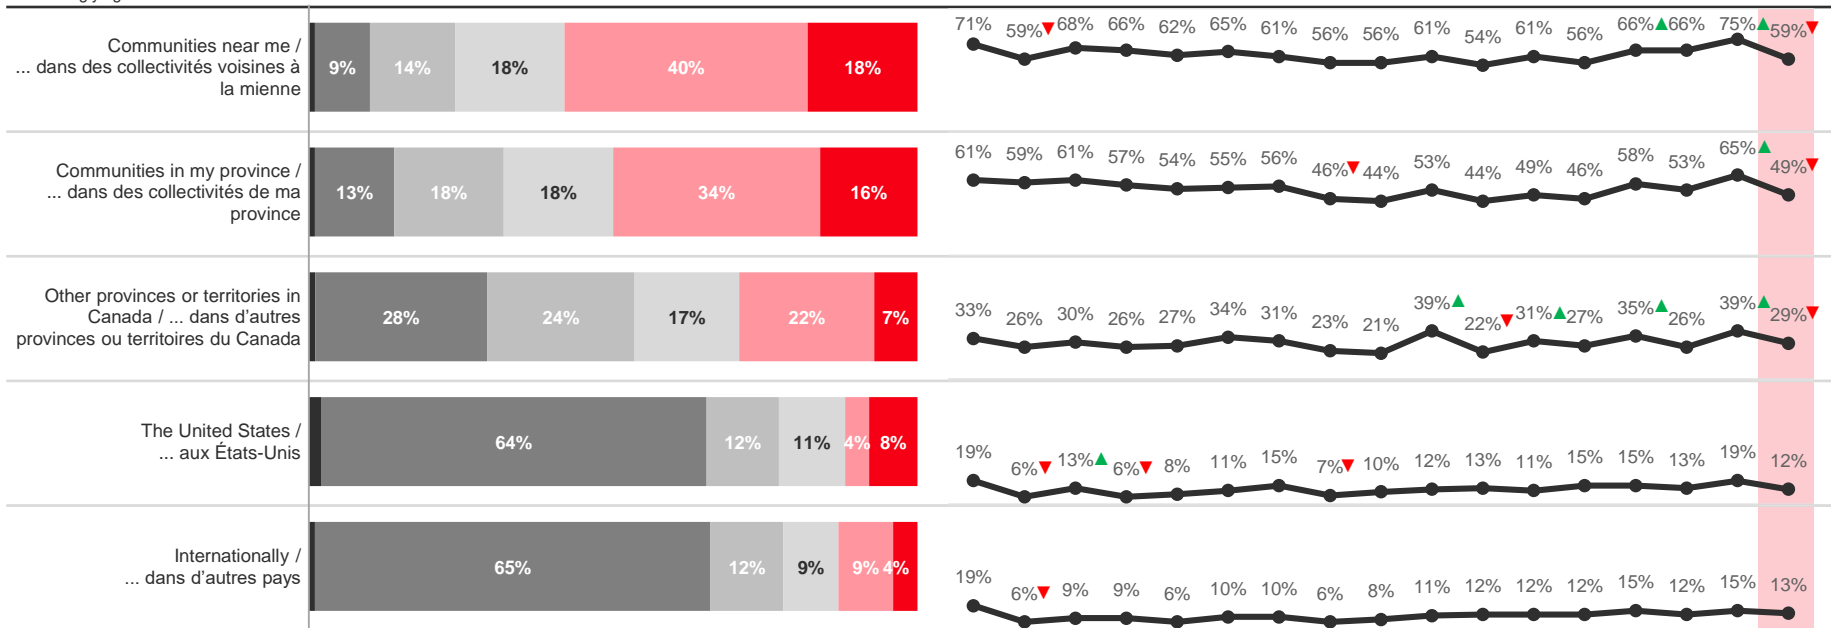 Communities near me /
... dans des collectivités voisines à
la mienne
9% 14% 18% 40% 18%
71% 59%▼ 68% 66% 62% 65% 61% 56% 56% 61% 54% 61% 56% 66%▲ 66% 75%▲ 59%▼
Communities in my province /
... dans des collectivités de ma
province
13% 18% 18% 34% 16%
61% 59% 61% 57% 54% 55% 56% 46%▼ 44% 53% 44% 49% 46% 58% 53% 65%▲ 49%▼
Other provinces or territories in
Canada / ... dans d'autres
provinces ou territoires du Canada
28% 24% 17% 22% 7%
33% 26% 30% 26% 27% 34% 31% 23% 21% 39%▲ 22%▼ 31%▲ 27% 35%▲ 26% 39%▲ 29%▼
The United States /
... aux États-Unis
64% 12% 11% 4% 8%
19% 6%▼ 13%▲ 6%▼ 8% 11% 15% 7%▼ 10% 12% 13% 11% 15% 15% 13% 19% 12%
Internationally /
... dans d'autres pays
65% 12% 9% 9% 4%
19% 6%▼ 9% 9% 6% 10% 10% 6% 8% 11% 12% 12% 12% 15% 12% 15% 13%